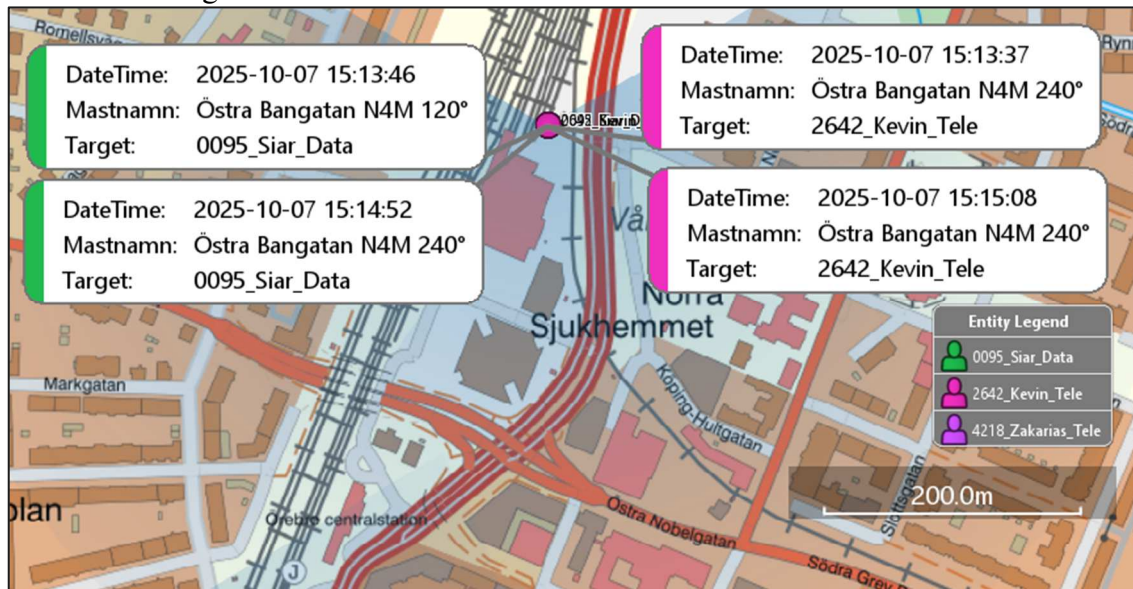 Rornellsväg
DateTime: 2025-10-07 15:13:46
Mastnamn: Östra Bangatan N4M 120°
Target: 0095_Siar_Data
DateTime: 2025-10-07 15:13:37
Mastnamn: Östra Bangatan N4M 240°
Target: 2642_Kevin_Tele
DateTime: 2025-10-07 15:14:52
Mastnamn: Östra Bangatan N4M 240°
Target: 0095_Siar_Data
DateTime: 2025-10-07 15:15:08
Mastnamn: Östra Bangatan N4M 240°
Target: 2642_Kevin_Tele
Norra
Sjukhemmet
Entity Legend
0095_Siar_Data
2642_Kevin_Tele
4218_Zakarias_Tele
Markgatan
Köping-Hultgatan
200.0m
Slottsgatan
plan
Örebro centralstation
Östra Nobelgatan
J
Södra Grev